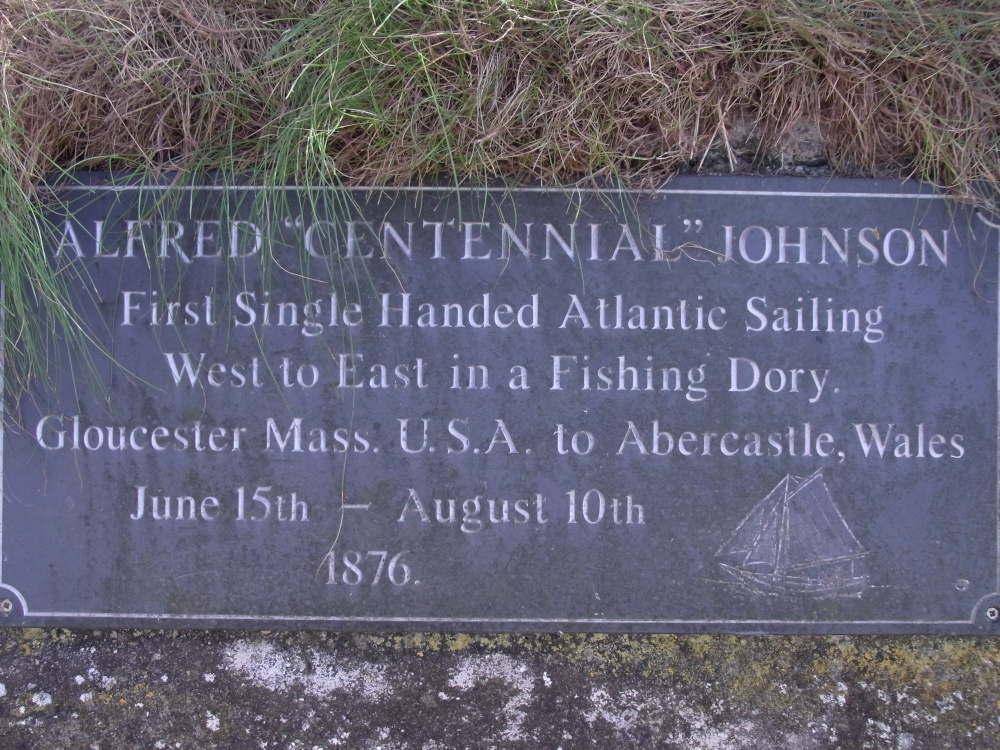 ALFRED "CENTENNIAL" JOHNSON
First Single Handed Atlantic Sailing
West to East in a Fishing Dory.
Gloucester Mass. U.S.A. to Abercastle, Wales
June 15th – August 10th
1876.